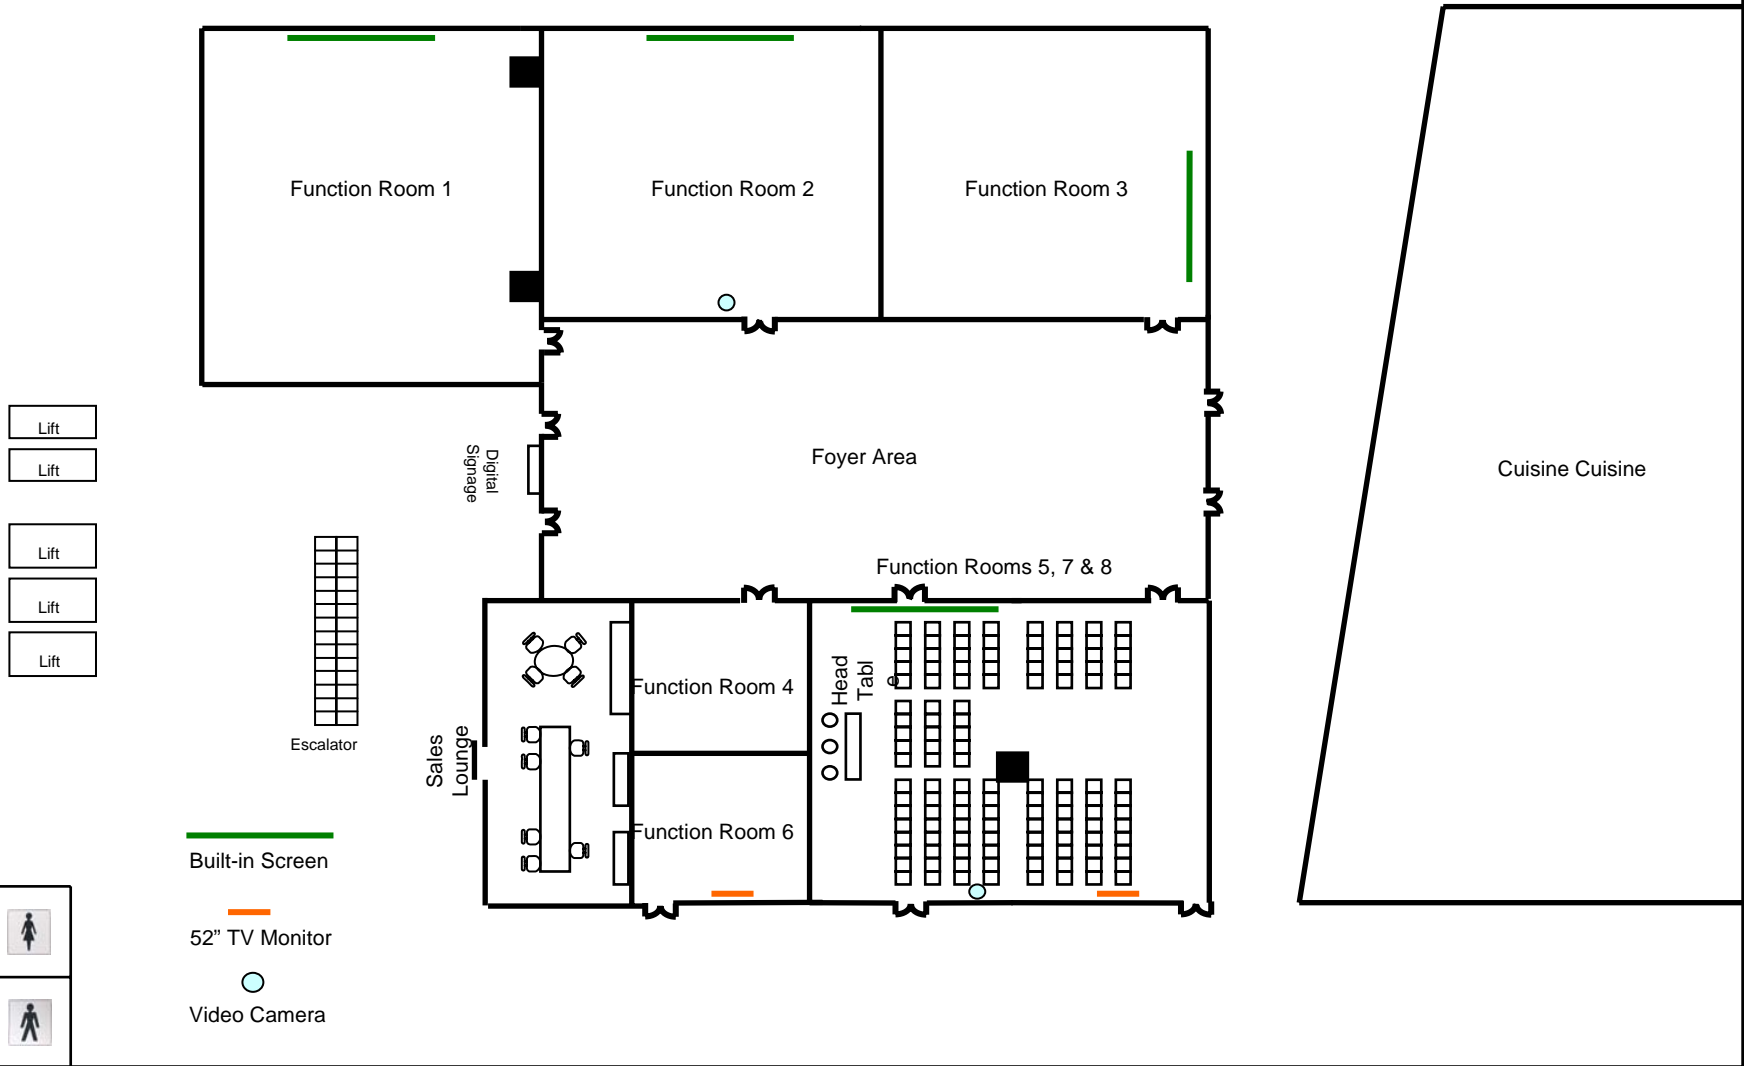 Function Room 1
Function Room 2
Function Room 3
Lift
Lift
Lift
Lift
Lift
Digital
Signage
Foyer Area
Cuisine Cuisine
Function Rooms 5, 7 & 8
Escalator
Sales
Lounge
Function Room 4
Head
Tabl
e
Function Room 6
Built-in Screen
52” TV Monitor
Video Camera